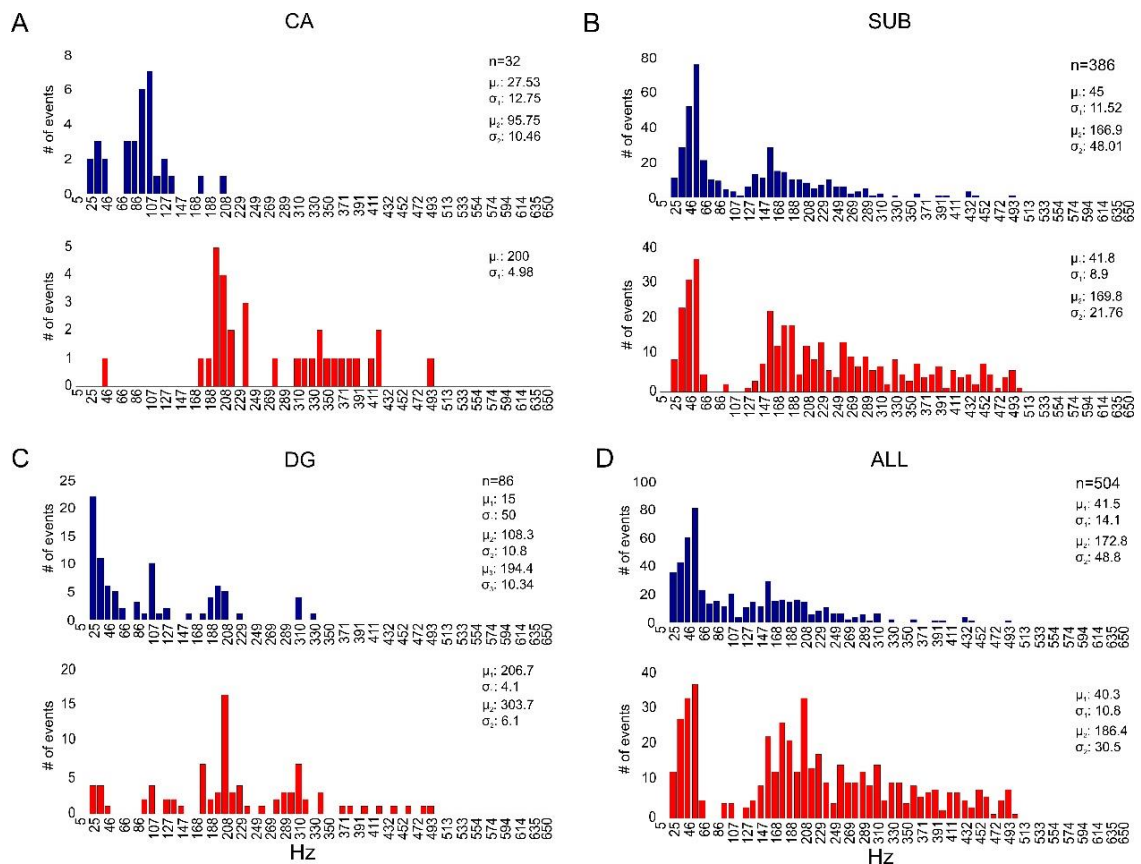 A
CA
# of events
8
6
4
2
0
n=32
μ.: 27.53
σ₁: 12.75
μ₂: 95.75
σ₂: 10.46
5 25 46 66 86 107 127 147 168 188 208 229 249 269 289 310 330 350 371 391 411 432 452 472 493 513 533 554 574 594 614 635 650
# of events
5
4
3
2
1
0
μ.: 200
σ₁: 4.98
5 25 46 66 86 107 127 147 168 188 208 229 249 269 289 310 330 350 371 391 411 432 452 472 493 513 533 554 574 594 614 635 650
B
SUB
# of events
80
60
40
20
0
n=386
μ.: 45
σ₁: 11.52
μ₂: 166.9
σ₂: 48.01
5 25 46 66 86 107 127 147 168 188 208 229 249 269 289 310 330 350 371 391 411 432 452 472 493 513 533 554 574 594 614 635 650
# of events
40
30
20
10
0
μ.: 41.8
σ₁: 8.9
μ₂: 169.8
σ₂: 21.76
5 25 46 66 86 107 127 147 168 188 208 229 249 269 289 310 330 350 371 391 411 432 452 472 493 513 533 554 574 594 614 635 650
C
DG
# of events
25
20
15
10
5
0
n=86
μ₁: 15
σ.: 50
μ₂: 108.3
σ₂: 10.8
μ₃: 194.4
σ₃: 10.34
5 25 46 66 86 107 127 147 168 188 208 229 249 269 289 310 330 350 371 391 411 432 452 472 493 513 533 554 574 594 614 635 650
# of events
20
15
10
5
0
μ₁: 206.7
σ.: 4.1
μ₂: 303.7
σ₂: 6.1
5 25 46 66 86 107 127 147 168 188 208 229 249 269 289 310 330 350 371 391 411 432 452 472 493 513 533 554 574 594 614 635 650
Hz
D
ALL
# of events
100
80
60
40
20
0
n=504
μ₁: 41.5
σ₁: 14.1
μ₂: 172.8
σ₂: 48.8
5 25 46 66 86 107 127 147 168 188 208 229 249 269 289 310 330 350 371 391 411 432 452 472 493 513 533 554 574 594 614 635 650
# of events
40
30
20
10
0
μ₁: 40.3
σ₁: 10.8
μ₂: 186.4
σ₂: 30.5
5 25 46 66 86 107 127 147 168 188 208 229 249 269 289 310 330 350 371 391 411 432 452 472 493 513 533 554 574 594 614 635 650
Hz